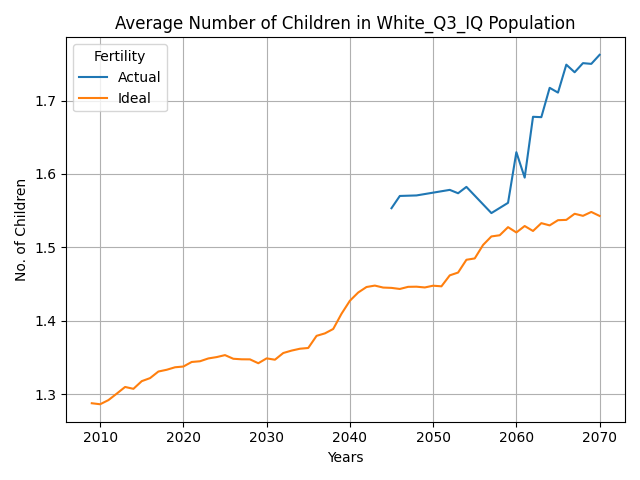 Average Number of Children in White_Q3_IQ Population
Fertility
Actual
Ideal
No. of Children
1.7
1.6
1.5
1.4
1.3
2010 2020 2030 2040 2050 2060 2070
Years